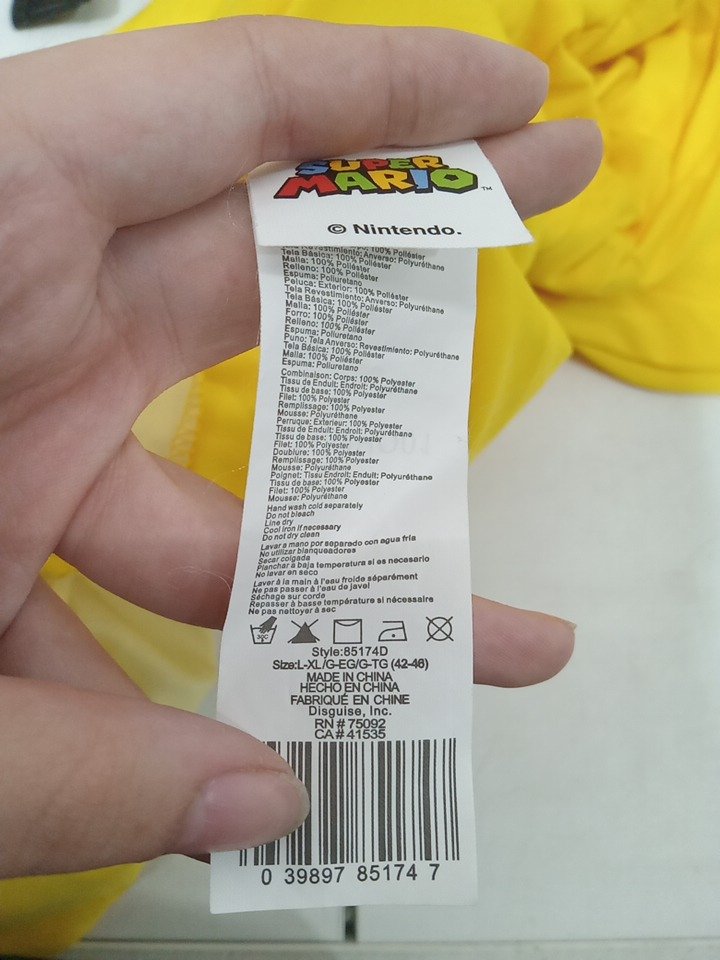 SUPER
MARIO™
© Nintendo.
Tela Revestimiento: Anverso: Polyuréthane
Tela Básica: 100% Poliéster
Malla: 100% Poliéster
Relleno: 100% Poliéster
Espuma: Poliuretano
Peluca: Exterior: 100% Poliéster
Tela Revestimiento: Anverso: Polyuréthane
Tela Básica: 100% Poliéster
Malla: 100% Poliéster
Forro: 100% Poliéster
Relleno: 100% Poliéster
Espuma: Poliuretano
Puno: Tela Anverso: Revestimiento: Polyuréthane
Tela Básica: 100% Poliéster
Malla: 100% Poliéster
Espuma: Poliuretano
Combinaison: Corps: 100% Polyester
Tissu de Enduit: Endroit: Polyuréthane
Tissu de base: 100% Polyester
Filet: 100% Polyester
Remplissage: 100% Polyester
Mousse: Polyuréthane
Perruque: Exterieur: 100% Polyester
Tissu de Enduit: Endroit: Polyuréthane
Tissu de base: 100% Polyester
Filet: 100% Polyester
Doublure: 100% Polyester
Remplissage: 100% Polyester
Mousse: Polyuréthane
Poignet: Tissu Endroit: Enduit: Polyuréthane
Tissu de base: 100% Polyester
Filet: 100% Polyester
Mousse: Polyuréthane
Hand wash cold separately
Do not bleach
Line dry
Cool iron if necessary
Do not dry clean
Lavar a mano por separado con agua fria
No utilizar blanqueadores
Secar colgada
Planchar a baja temperatura si es necesario
No lavar en seco
Laver à la main à l'eau froide séparément
Ne pas passer à l'eau de javel
Séchage sur corde
Repasser à basse température si nécessaire
Ne pas nettoyer à sec
30C
Style:85174D
Size:L-XL/G-EG/G-TG (42-46)
MADE IN CHINA
HECHO EN CHINA
FABRIQUÉ EN CHINE
Disguise, Inc.
RN # 75092
CA # 41535
0 39897 85174 7